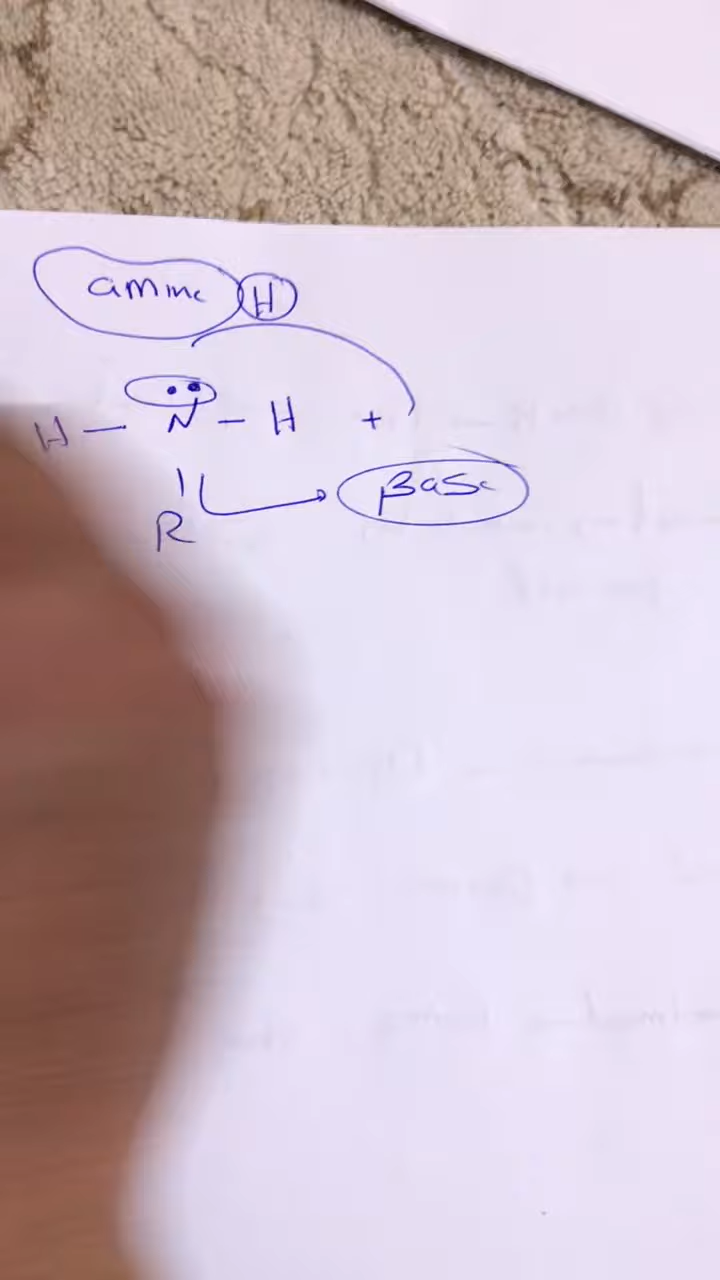 amine H
••
H — N — H +
R Base